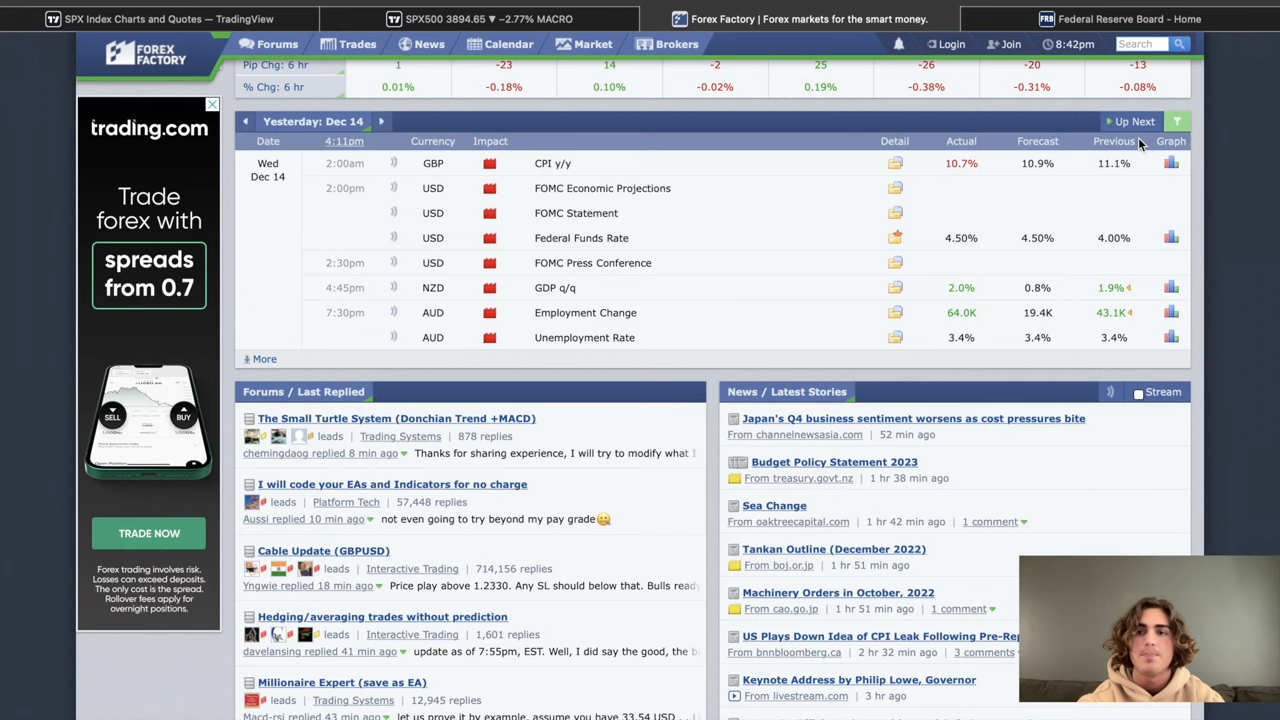 SPX Index Charts and Quotes — TradingView
SPX500 3894.65 ▼ −2.77% MACRO
Forex Factory | Forex markets for the smart money.
FRB Federal Reserve Board - Home
FOREX
FACTORY
Forums
Trades
News
Calendar
Market
Brokers
Login
Join
8:42pm
Search
Pip Chg: 6 hr 1 -23 14 -2 25 -26 -20 -13
% Chg: 6 hr 0.01% -0.18% 0.10% -0.02% 0.19% -0.38% -0.31% -0.08%
Yesterday: Dec 14
Up Next
Date 4:11pm Currency Impact Detail Actual Forecast Previous Graph
Wed
Dec 14
2:00am GBP CPI y/y 10.7% 10.9% 11.1%
2:00pm USD FOMC Economic Projections
USD FOMC Statement
USD Federal Funds Rate 4.50% 4.50% 4.00%
2:30pm USD FOMC Press Conference
4:45pm NZD GDP q/q 2.0% 0.8% 1.9%
7:30pm AUD Employment Change 64.0K 19.4K 43.1K
AUD Unemployment Rate 3.4% 3.4% 3.4%
More
trading.com
Trade
forex with
spreads
from 0.7
SELL
BUY
TRADE NOW
Forex trading involves risk.
Losses can exceed deposits.
The only cost is the spread.
Rollover fees apply for
overnight positions.
Forums / Last Replied
The Small Turtle System (Donchian Trend +MACD)
leads | Trading Systems | 878 replies
chemingdaog replied 8 min ago Thanks for sharing experience, I will try to modify what I
I will code your EAs and Indicators for no charge
leads | Platform Tech | 57,448 replies
Aussi replied 10 min ago not even going to try beyond my pay grade
Cable Update (GBPUSD)
leads | Interactive Trading | 714,156 replies
Yngwie replied 18 min ago Price play above 1.2330. Any SL should below that. Bulls read
Hedging/averaging trades without prediction
leads | Interactive Trading | 1,601 replies
davelansing replied 41 min ago update as of 7:55pm, EST. Well, I did say the good, the b
Millionaire Expert (save as EA)
leads | Trading Systems | 12,945 replies
Macd-rsi replied 43 min ago let us prove it by example, assume you have 33.54 USD
News / Latest Stories
Stream
Japan's Q4 business sentiment worsens as cost pressures bite
From channelnewsasia.com | 52 min ago
Budget Policy Statement 2023
From treasury.govt.nz | 1 hr 38 min ago
Sea Change
From oaktreecapital.com | 1 hr 42 min ago | 1 comment
Tankan Outline (December 2022)
From boj.or.jp | 1 hr 51 min ago
Machinery Orders in October, 2022
From cao.go.jp | 1 hr 51 min ago | 1 comment
US Plays Down Idea of CPI Leak Following Pre-Rep
From bnnbloomberg.ca | 2 hr 32 min ago | 3 comments
Keynote Address by Philip Lowe, Governor
From livestream.com | 3 hr ago